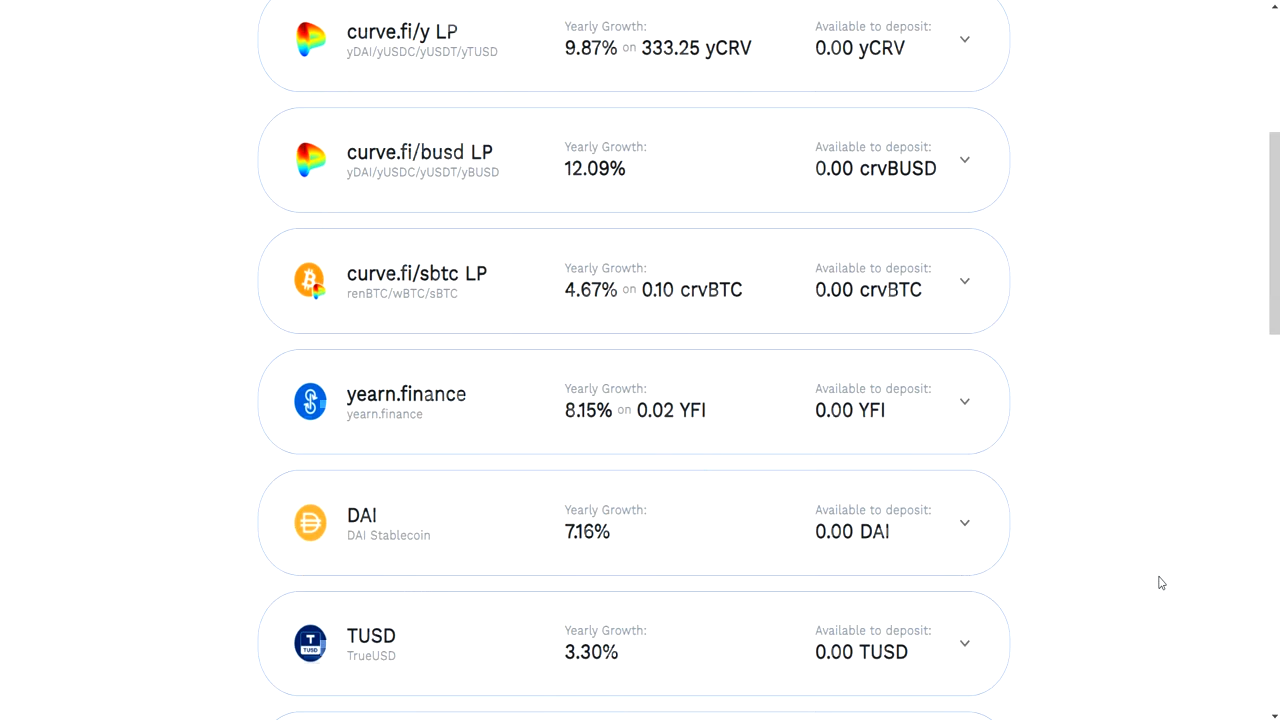 curve.fi/y LP
yDAI/yUSDC/yUSDT/yTUSD
Yearly Growth:
9.87% on 333.25 yCRV
Available to deposit:
0.00 yCRV
curve.fi/busd LP
yDAI/yUSDC/yUSDT/yBUSD
Yearly Growth:
12.09%
Available to deposit:
0.00 crvBUSD
curve.fi/sbtc LP
renBTC/wBTC/sBTC
Yearly Growth:
4.67% on 0.10 crvBTC
Available to deposit:
0.00 crvBTC
yearn.finance
yearn.finance
Yearly Growth:
8.15% on 0.02 YFI
Available to deposit:
0.00 YFI
DAI
DAI Stablecoin
Yearly Growth:
7.16%
Available to deposit:
0.00 DAI
T
TUSD
TUSD
TrueUSD
Yearly Growth:
3.30%
Available to deposit:
0.00 TUSD